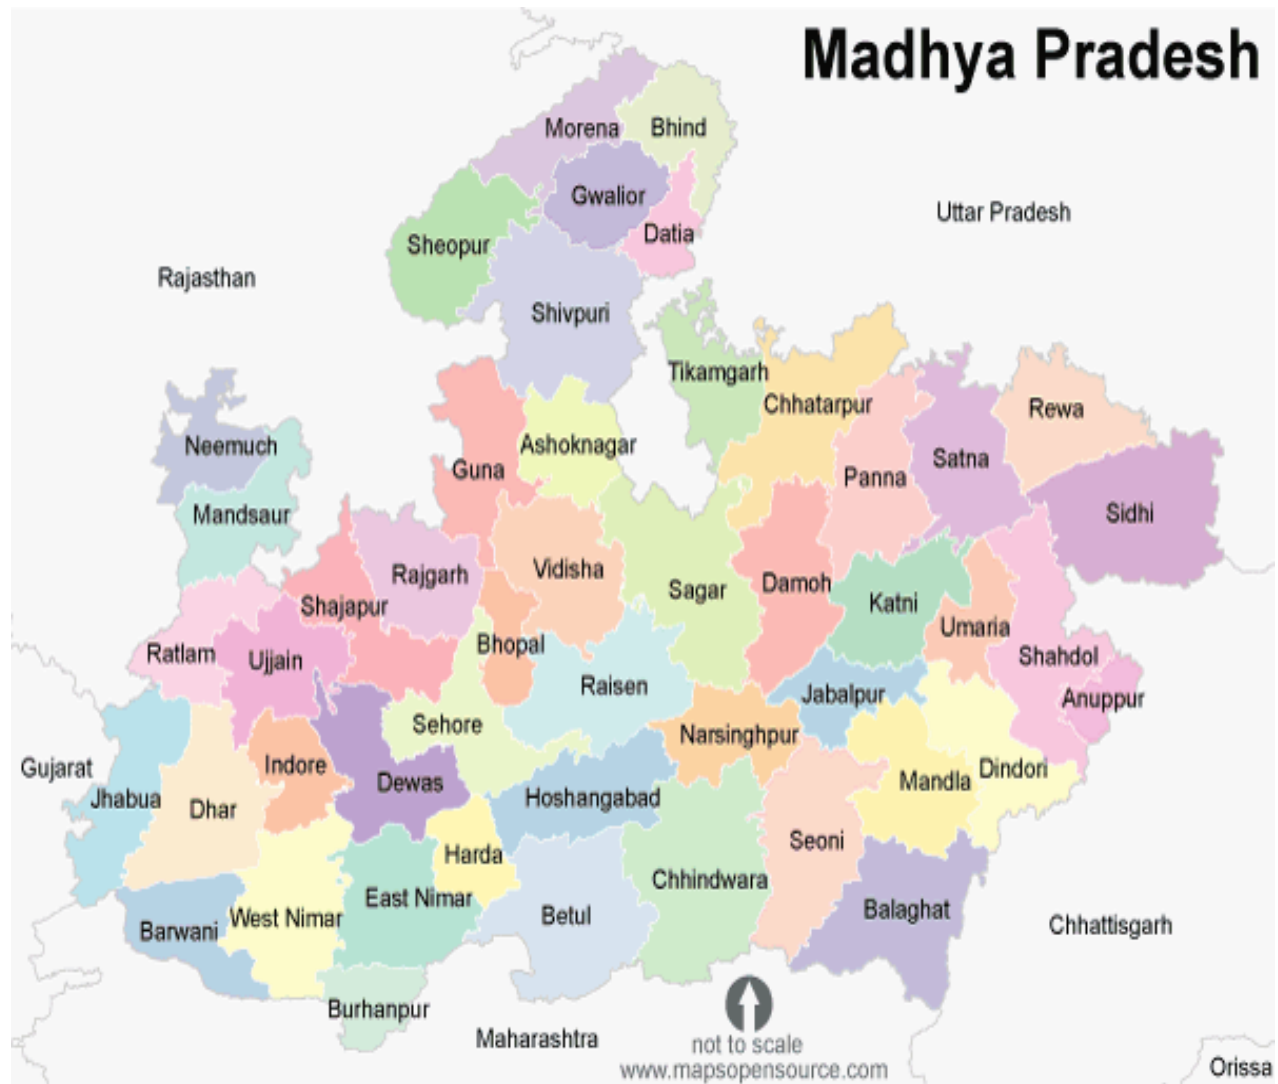 Madhya Pradesh
Morena
Bhind
Gwalior
Uttar Pradesh
Datia
Sheopur
Rajasthan
Shivpuri
Tikamgarh
Chhatarpur
Rewa
Neemuch
Ashoknagar
Satna
Guna
Panna
Mandsaur
Sidhi
Vidisha
Rajgarh
Damoh
Sagar
Katni
Shajapur
Umaria
Bhopal
Ratlam
Ujjain
Shahdol
Raisen
Jabalpur
Anuppur
Sehore
Narsinghpur
Indore
Gujarat
Dindori
Dewas
Mandla
Jhabua
Hoshangabad
Dhar
Seoni
Harda
Chhindwara
East Nimar
Balaghat
Betul
West Nimar
Chhattisgarh
Barwani
Burhanpur
Maharashtra
not to scale
www.mapsopensource.com
Orissa